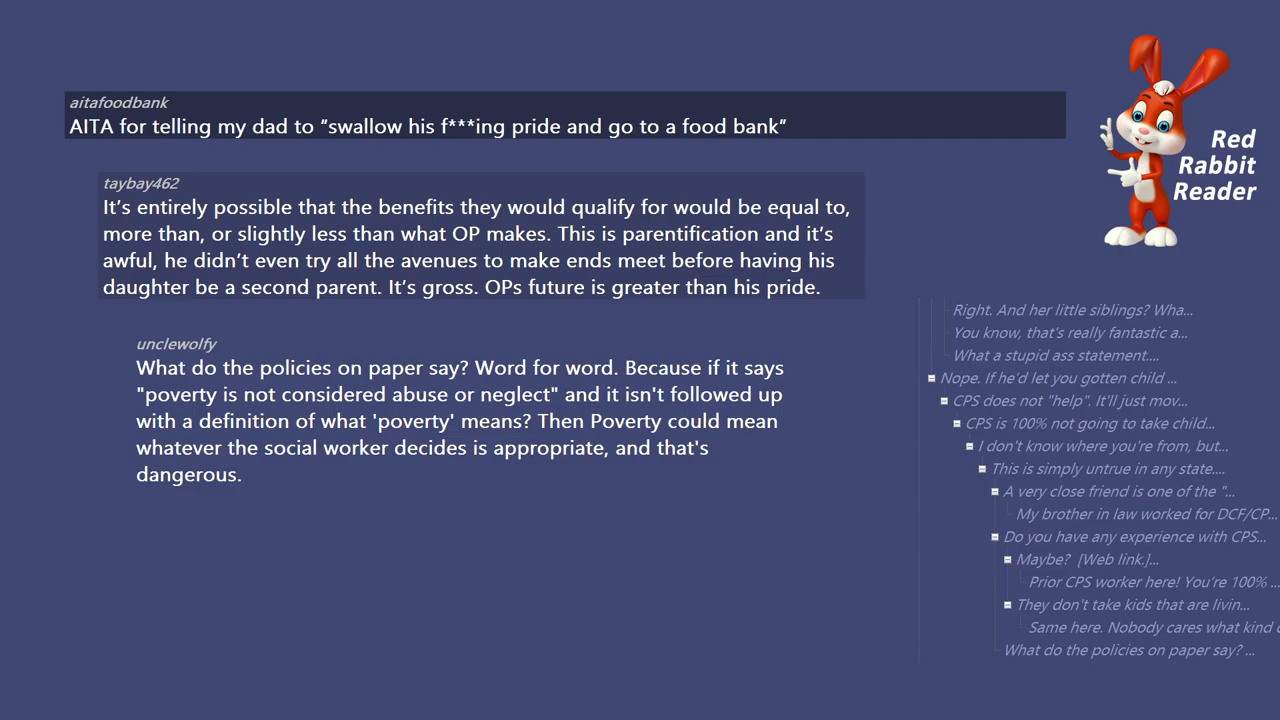 aitafoodbank
AITA for telling my dad to “swallow his f***ing pride and go to a food bank”
taybay462
It’s entirely possible that the benefits they would qualify for would be equal to,
more than, or slightly less than what OP makes. This is parentification and it’s
awful, he didn’t even try all the avenues to make ends meet before having his
daughter be a second parent. It’s gross. OPs future is greater than his pride.
unclewolfy
What do the policies on paper say? Word for word. Because if it says
"poverty is not considered abuse or neglect" and it isn't followed up
with a definition of what 'poverty' means? Then Poverty could mean
whatever the social worker decides is appropriate, and that's
dangerous.
Red
Rabbit
Reader
Right. And her little siblings? Wha...
You know, that's really fantastic a...
What a stupid ass statement....
Nope. If he'd let you gotten child ...
CPS does not "help". It'll just mov...
CPS is 100% not going to take child...
I don't know where you're from, but...
This is simply untrue in any state....
A very close friend is one of the "...
My brother in law worked for DCF/CP...
Do you have any experience with CPS...
Maybe? [Web link.]...
Prior CPS worker here! You’re 100% ...
They don't take kids that are livin...
Same here. Nobody cares what kind
What do the policies on paper say? ...